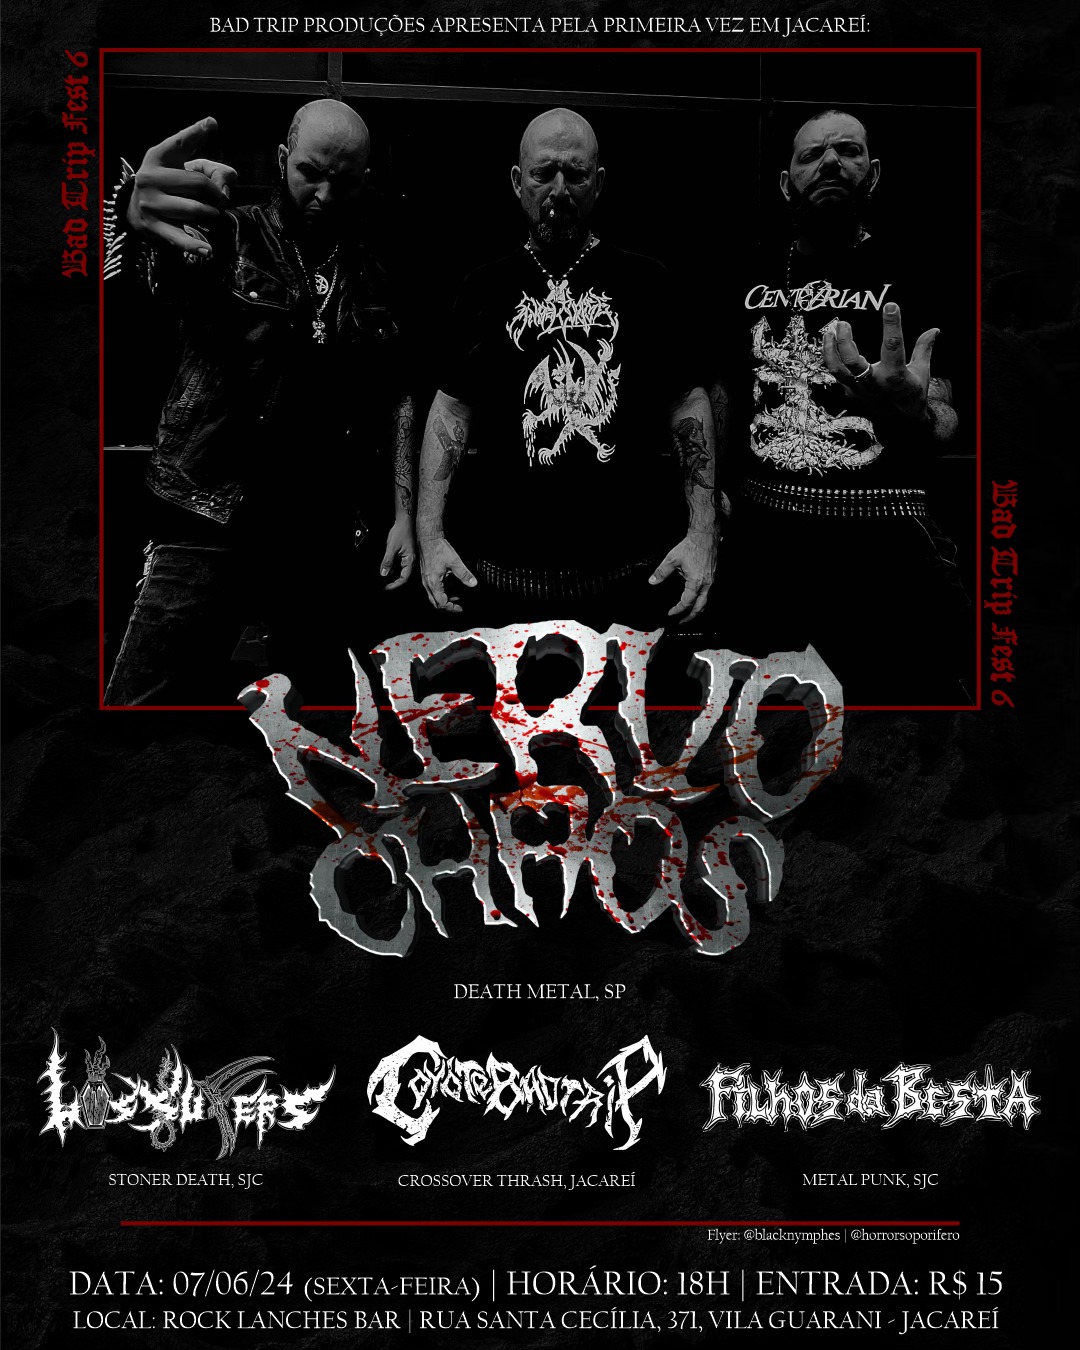 BAD TRIP PRODUÇÕES APRESENTA PELA PRIMEIRA VEZ EM JACAREÍ:
Bad Trip Fest 6
CENTURIAN
Bad Trip Fest 6
NERVO
CHAOS
DEATH METAL, SP
COYOTE BAD TRIP
FILHOS da BESTA
STONER DEATH, SJC
CROSSOVER THRASH, JACAREÍ
METAL PUNK, SJC
Flyer: @blacknymphes | @horrorsoporifero
DATA: 07/06/24 (SEXTA-FEIRA) | HORÁRIO: 18H | ENTRADA: R$ 15
LOCAL: ROCK LANCHES BAR | RUA SANTA CECÍLIA, 371, VILA GUARANI - JACAREÍ